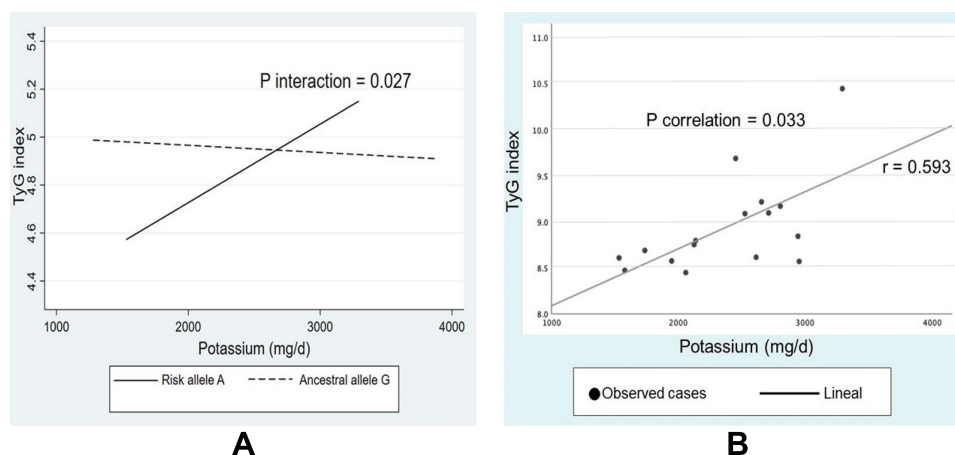 5.4
5.2
5
4.8
4.6
4.4
TyG index
P interaction = 0.027
1000 2000 3000 4000
Potassium (mg/d)
Risk allele A Ancestral allele G
A
11.0
10.5
10.0
9.5
9.0
8.5
8.0
TyG index
P correlation = 0.033
r = 0.593
1000 2000 3000 4000
Potassium (mg/d)
Observed cases Lineal
B